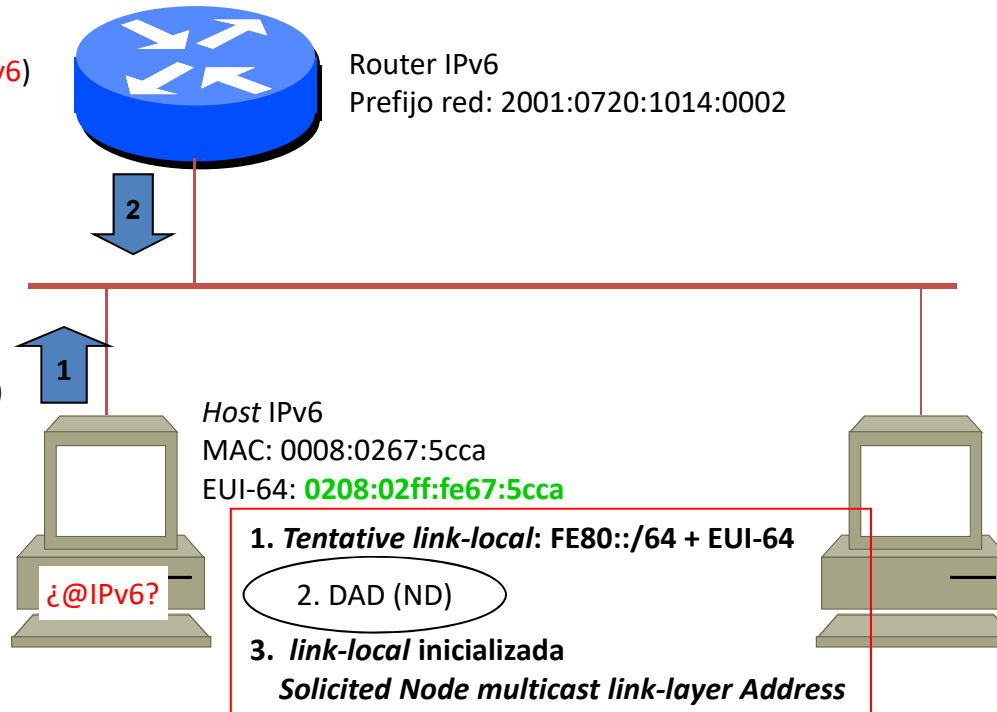 v6)
Router IPv6
Prefijo red: 2001:0720:1014:0002
2
1
)
Host IPv6
MAC: 0008:0267:5cca
EUI-64: 0208:02ff:fe67:5cca
¿@IPv6?
1. Tentative link-local: FE80::/64 + EUI-64
2. DAD (ND)
3. link-local inicializada
Solicited Node multicast link-layer Address